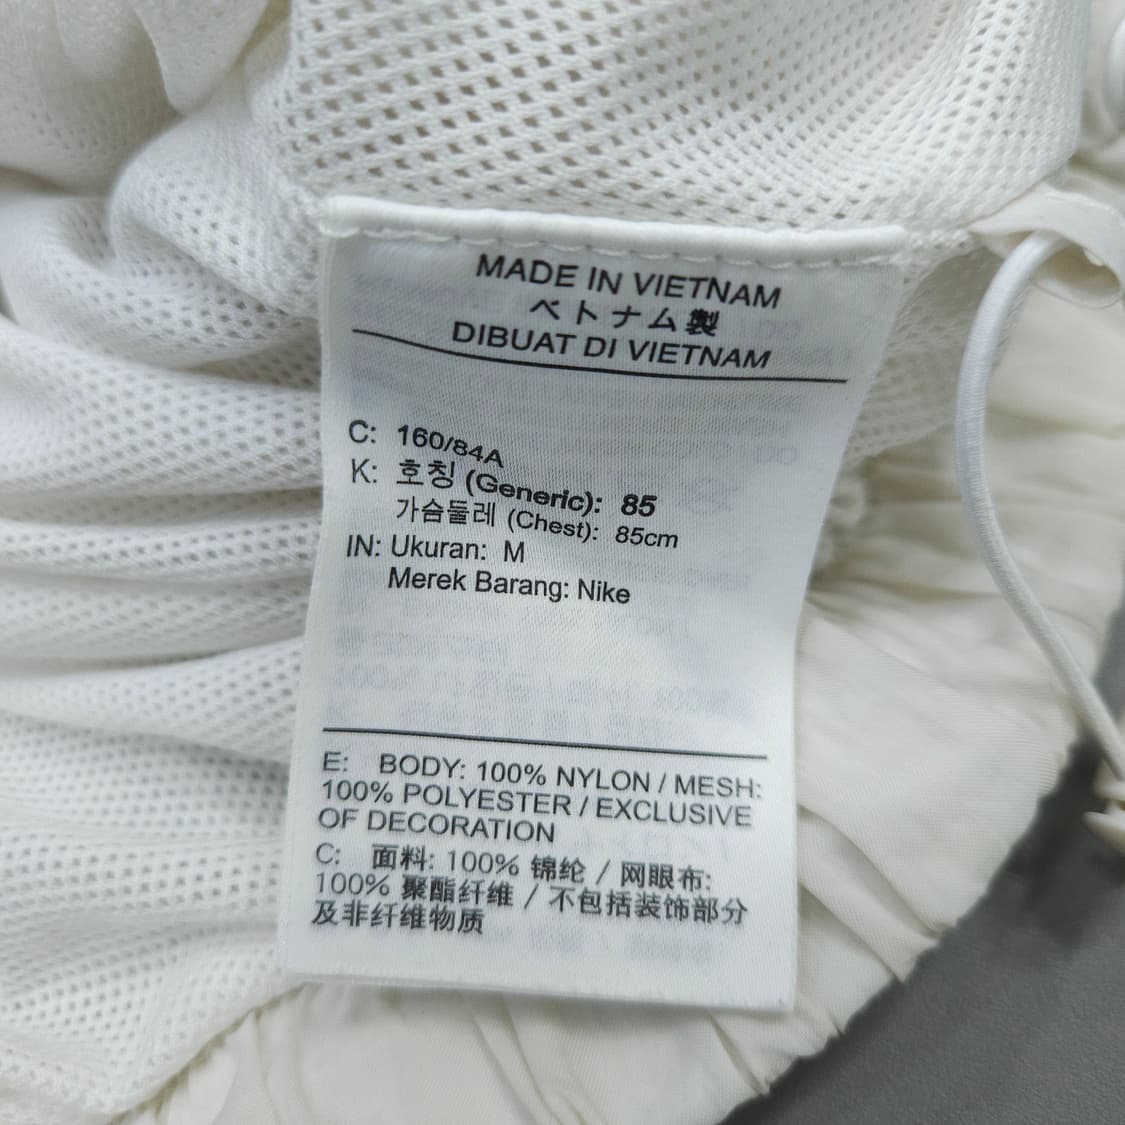 MADE IN VIETNAM
ベトナム製
DIBUAT DI VIETNAM
C: 160/84A
K: 호칭 (Generic): 85
가슴둘레 (Chest): 85cm
IN: Ukuran: M
Merek Barang: Nike
E: BODY: 100% NYLON / MESH:
100% POLYESTER / EXCLUSIVE
OF DECORATION
C: 面料: 100% 锦纶 / 网眼布:
100% 聚酯纤维 / 不包括装饰部分
及非纤维物质